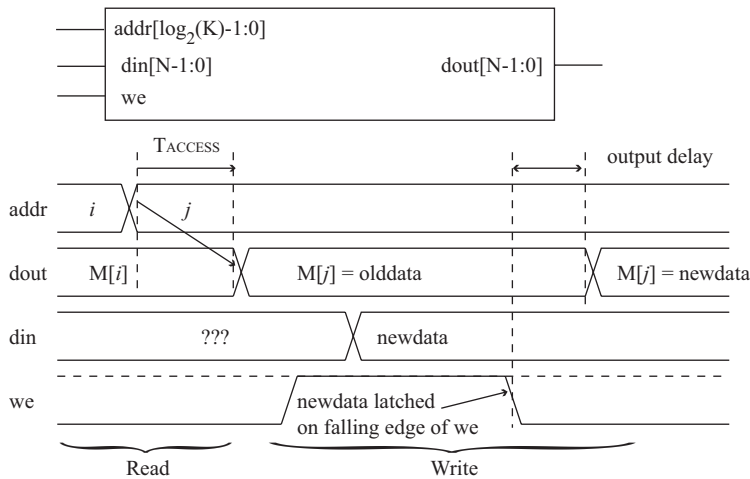 addr[log2(K)-1:0]
din[N-1:0] dout[N-1:0]
we
TACCESS output delay
addr i j
dout M[i] M[j] = olddata M[j] = newdata
din ??? newdata
we newdata latched
on falling edge of we
Read Write